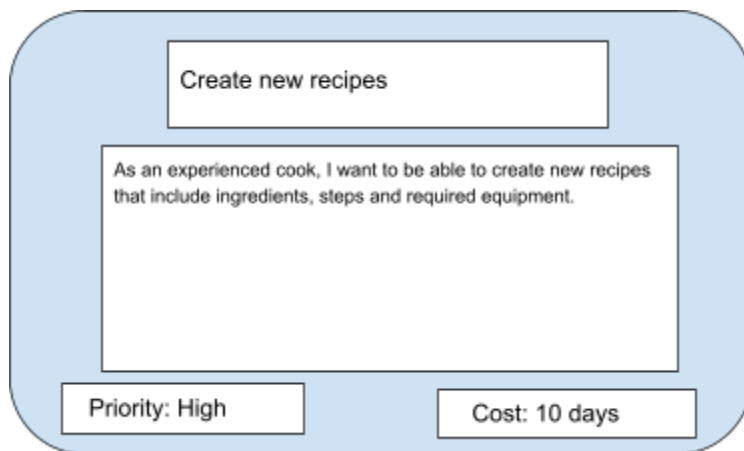 Create new recipes
As an experienced cook, I want to be able to create new recipes
that include ingredients, steps and required equipment.
Priority: High
Cost: 10 days